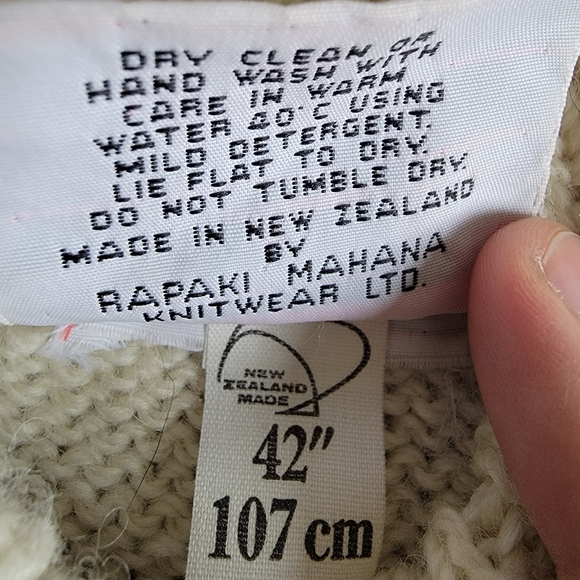 DRY CLEAN OR
HAND WASH WITH
CARE IN WARM
WATER 40°C USING
MILD DETERGENT.
LIE FLAT TO DRY.
DO NOT TUMBLE DRY.
MADE IN NEW ZEALAND
BY
RAPAKI MAHANA
KNITWEAR LTD.
NEW
ZEALAND
MADE
42"
107 cm